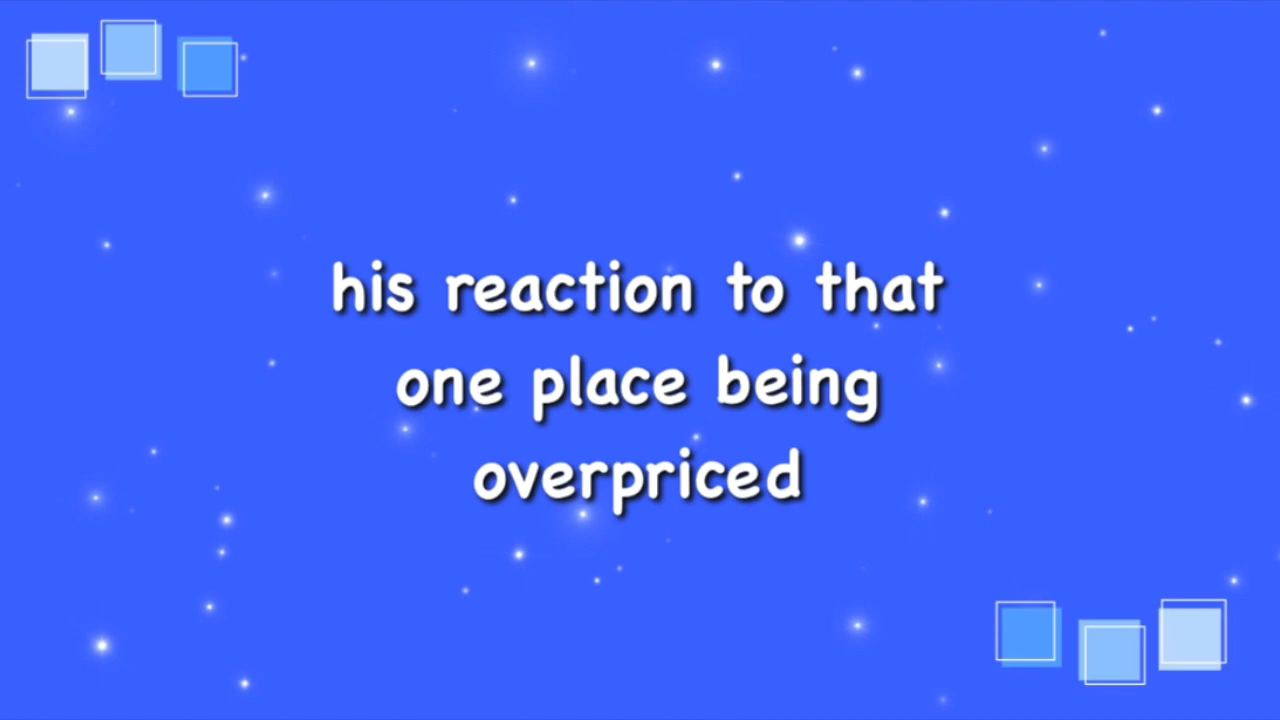 his reaction to that
one place being
overpriced